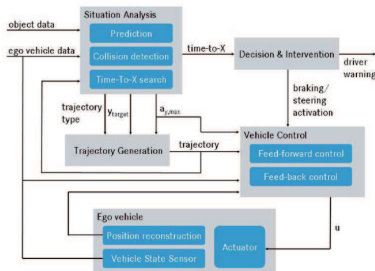 Situation Analysis
object data
Prediction
ego vehicle data
Collision detection
time-to-X
Decision & Intervention
driver
warning
Time-To-X search
braking/
steering
activation
trajectory
type
ytarget
ay,max
Vehicle Control
Trajectory Generation
trajectory
Feed-forward control
Feed-back control
Ego vehicle
u
Position reconstruction
Actuator
Vehicle State Sensor